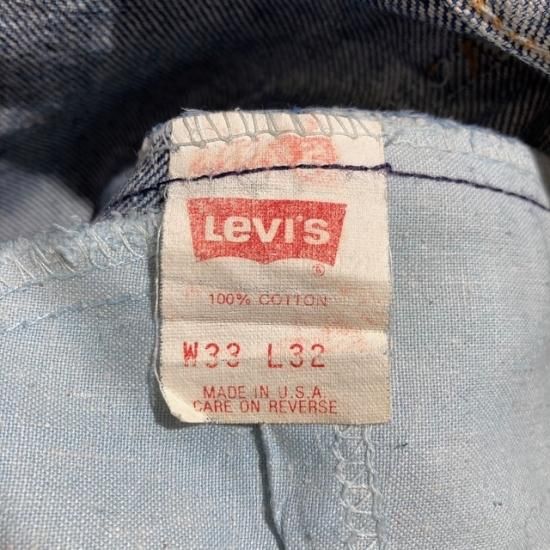 Levi's
®
100% COTTON
W33 L32
MADE IN U.S.A.
CARE ON REVERSE